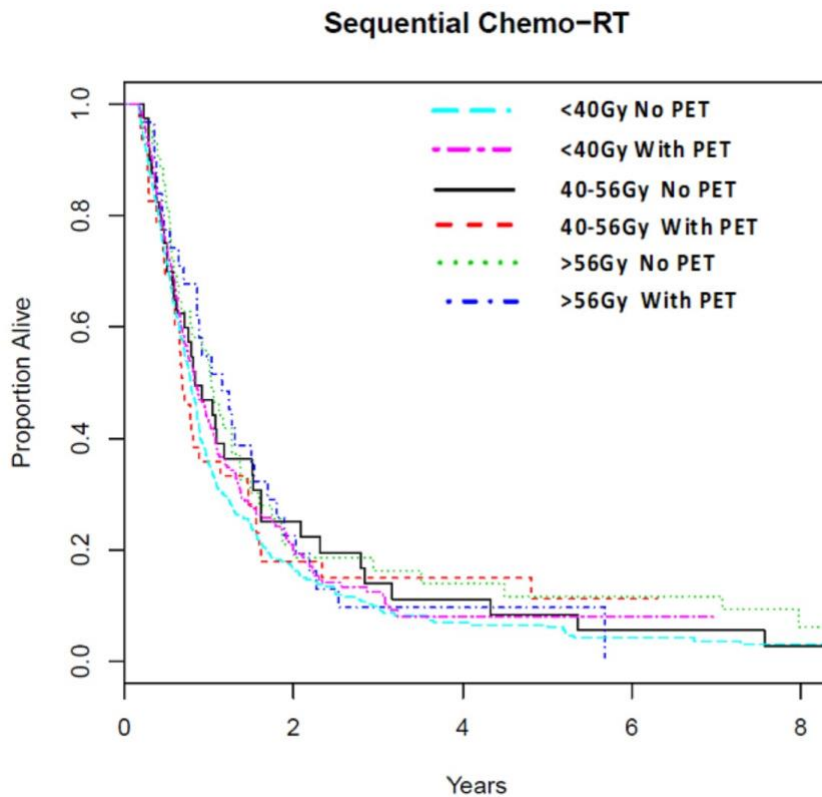 Sequential Chemo−RT
<40Gy No PET
<40Gy With PET
40-56Gy No PET
40-56Gy With PET
>56Gy No PET
>56Gy With PET
Proportion Alive
1.0
0.8
0.6
0.4
0.2
0.0
0 2 4 6 8
Years